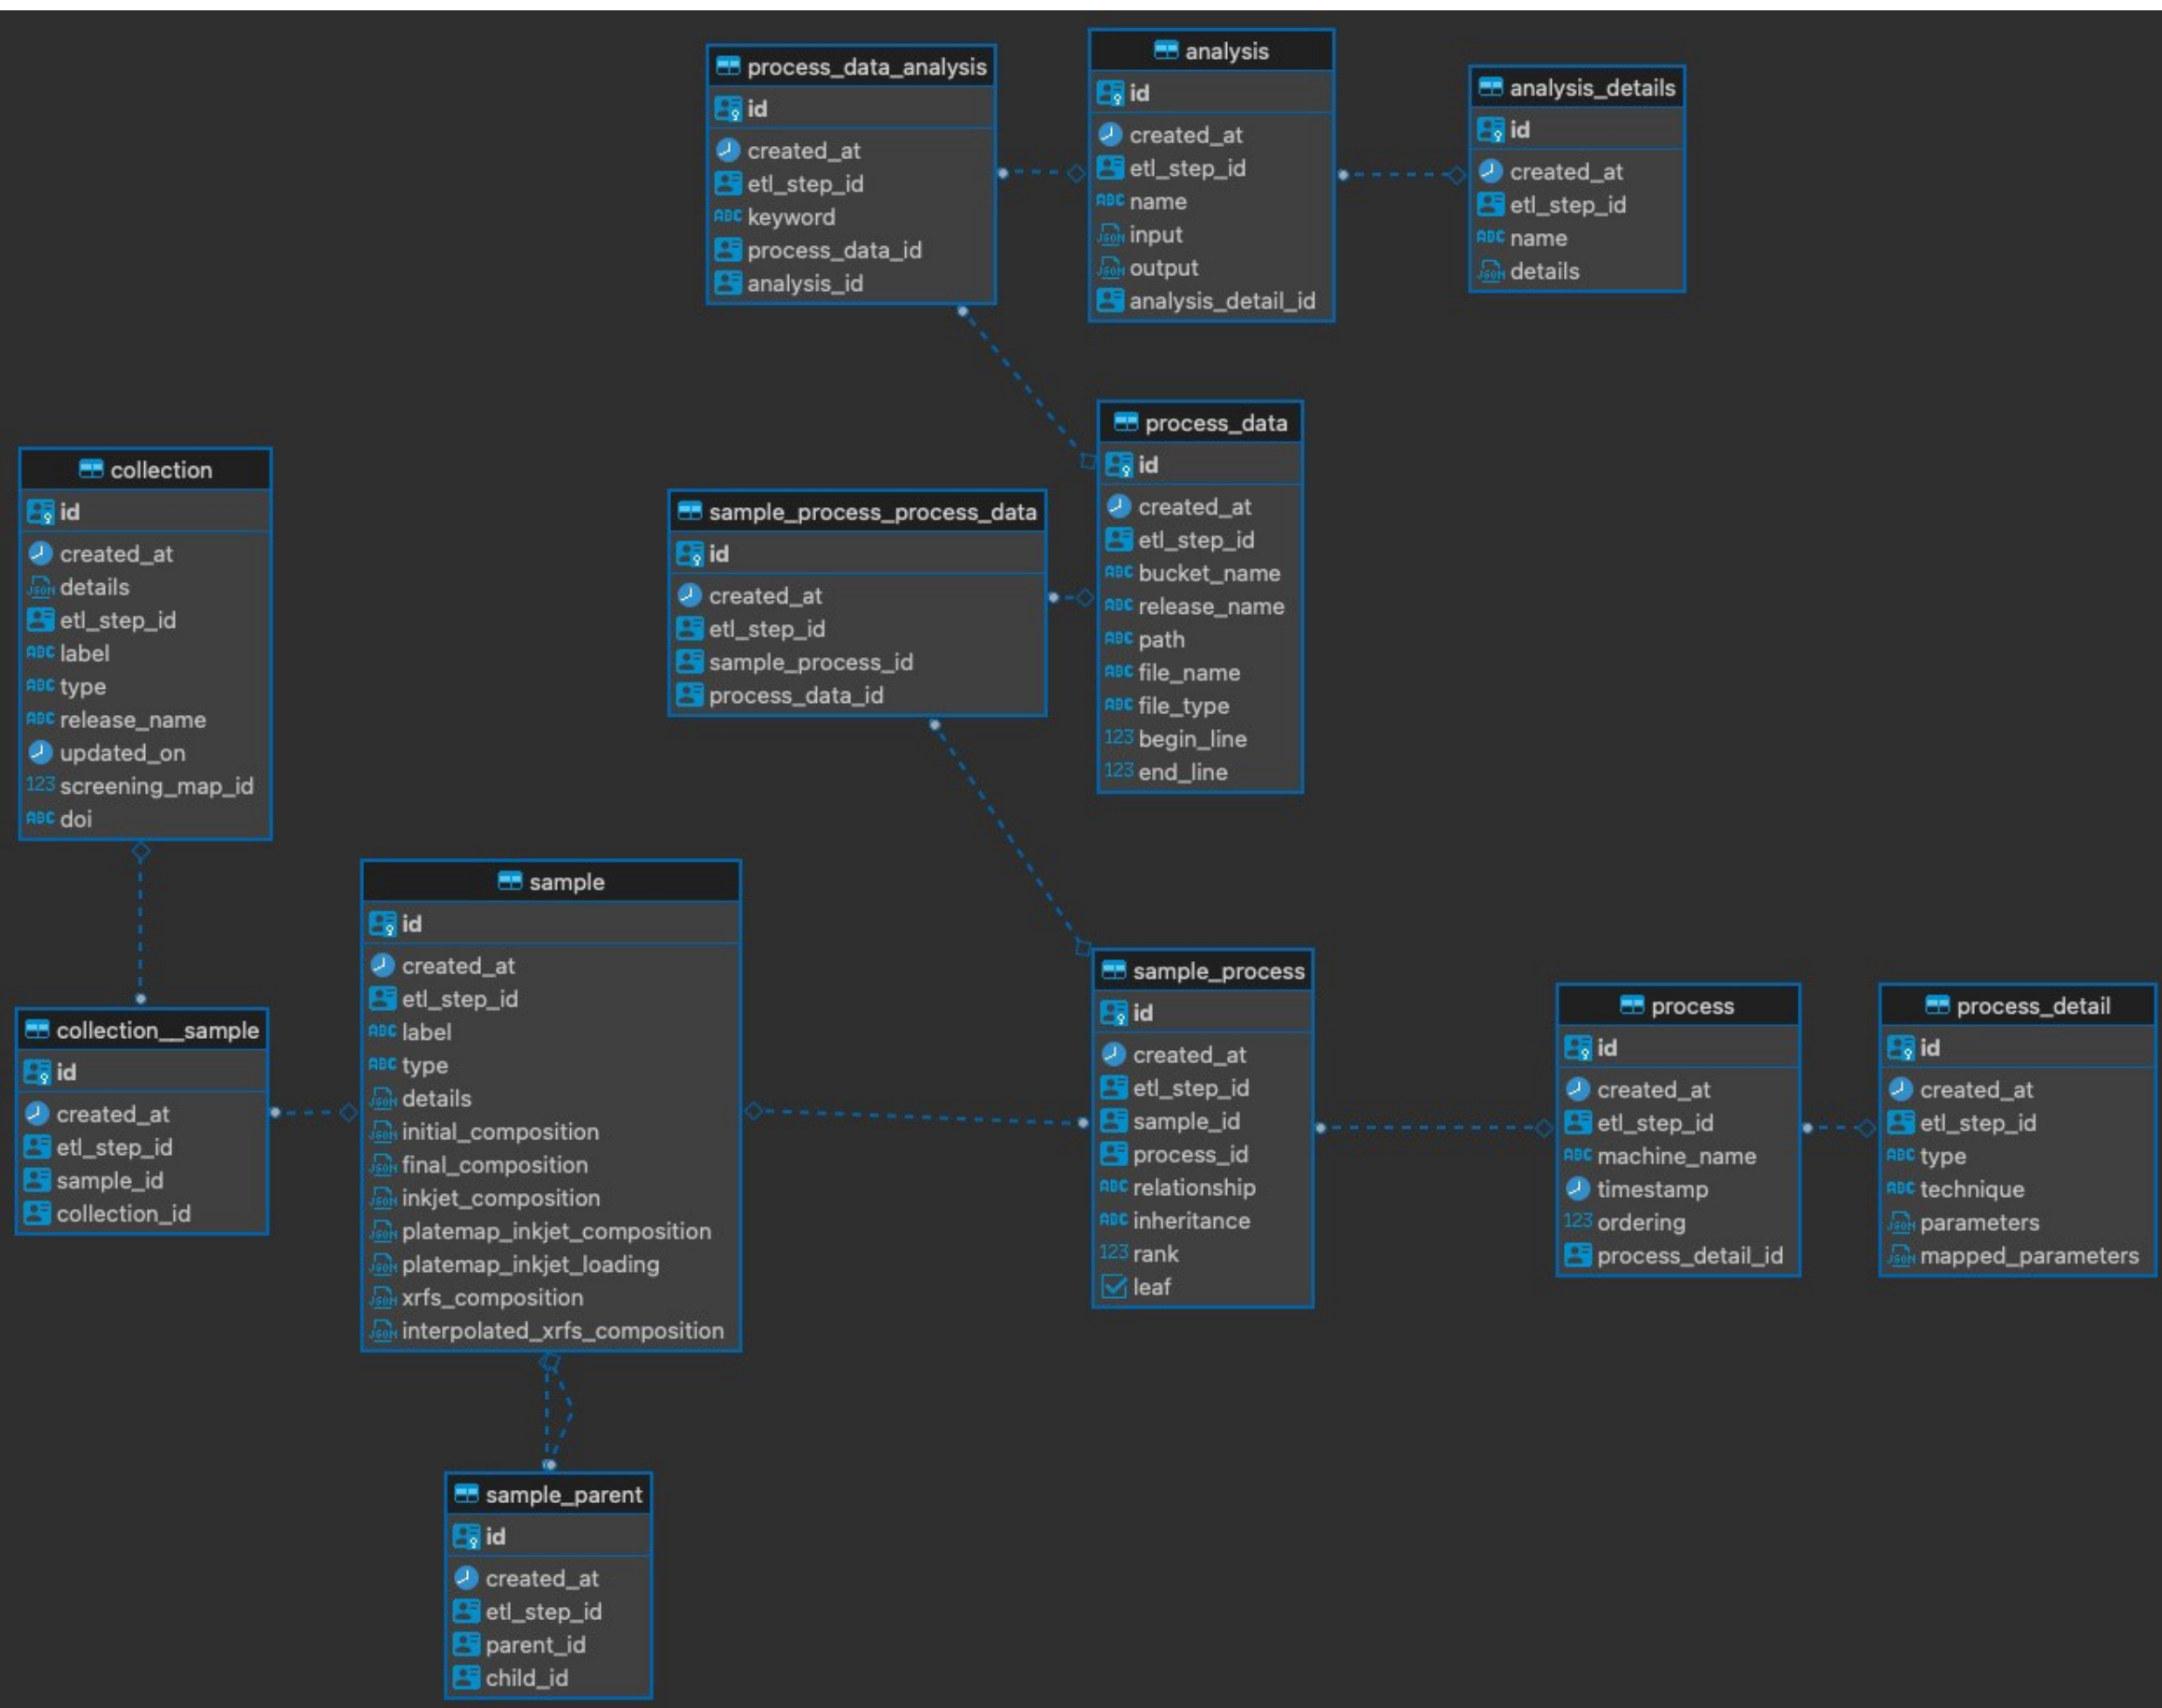 process_data_analysis
id
created_at
etl_step_id
keyword
process_data_id
analysis_id
analysis
id
created_at
etl_step_id
name
input
output
analysis_detail_id
analysis_details
id
created_at
etl_step_id
name
details
collection
id
created_at
details
etl_step_id
label
type
release_name
updated_on
screening_map_id
doi
sample_process_process_data
id
created_at
etl_step_id
sample_process_id
process_data_id
process_data
id
created_at
etl_step_id
bucket_name
release_name
path
file_name
file_type
begin_line
end_line
collection__sample
id
created_at
etl_step_id
sample_id
collection_id
sample
id
created_at
etl_step_id
label
type
details
initial_composition
final_composition
inkjet_composition
platemap_inkjet_composition
platemap_inkjet_loading
xrfs_composition
interpolated_xrfs_composition
sample_process
id
created_at
etl_step_id
sample_id
process_id
relationship
inheritance
rank
leaf
process
id
created_at
etl_step_id
machine_name
timestamp
ordering
process_detail_id
process_detail
id
created_at
etl_step_id
type
technique
parameters
mapped_parameters
sample_parent
id
created_at
etl_step_id
parent_id
child_id